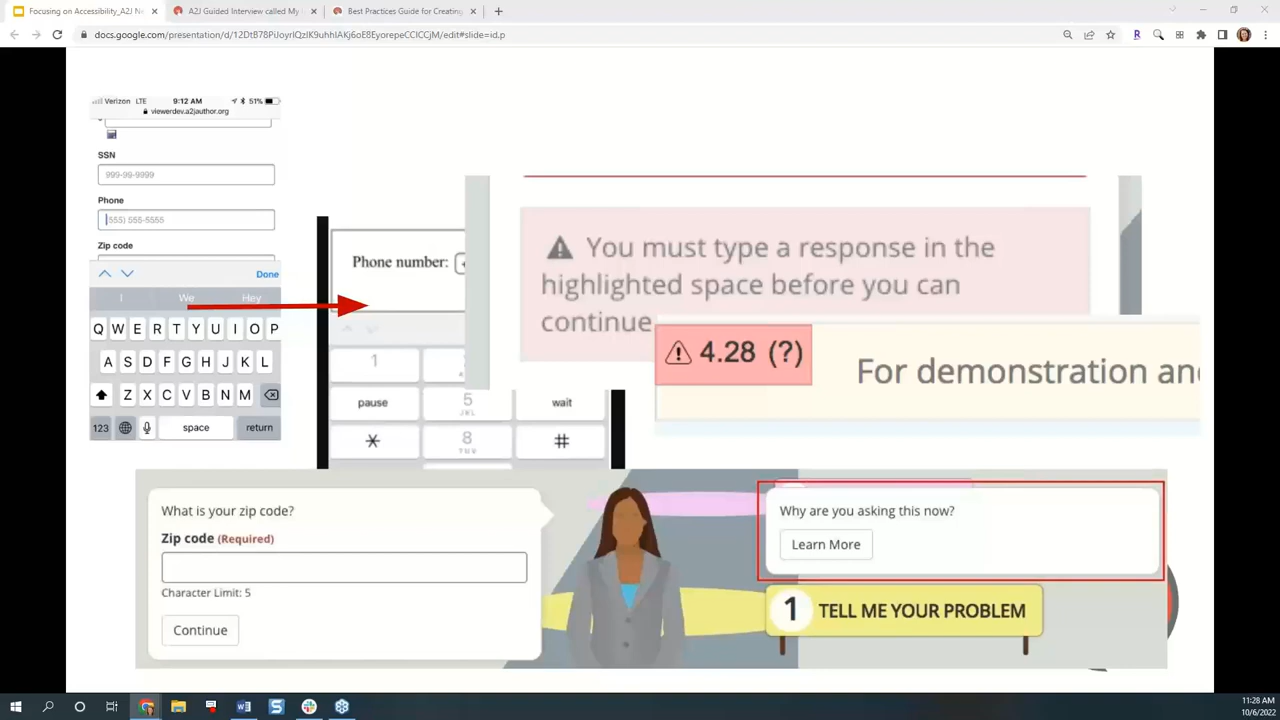 Focusing on Accessibility_A2J Ne
A2J Guided Interview called My
Best Practices Guide for Creating
docs.google.com/presentation/d/12DtB78PiJoyrlQzIK9uhhIAKj6oE8EyorepeCCICCjM/edit#slide=id.p
R
Verizon LTE
9:12 AM
51%
viewerdev.a2jauthor.org
SSN
999-99-9999
Phone
(555) 555-5555
Zip code
Done
I
We
Hey
Q W E R T Y U I O P
A S D F G H J K L
Z X C V B N M
123
space
return
Phone number:
1
pause
5
JKL
wait
*
8
TUV
#
You must type a response in the
highlighted space before you can
continue
4.28 (?)
For demonstration and
What is your zip code?
Zip code (Required)
Character Limit: 5
Continue
Why are you asking this now?
Learn More
1 TELL ME YOUR PROBLEM
11:28 AM
10/6/2022